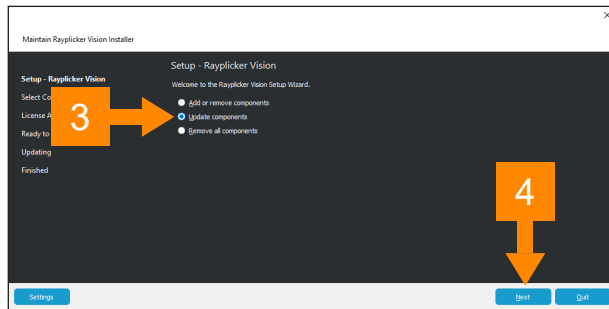 Maintain Rayplicker Vision Installer
Setup - Rayplicker Vision
Setup - Rayplicker Vision
Welcome to the Rayplicker Vision Setup Wizard.
Select Co
Add or remove components
3
License A
Update components
Ready to
Remove all components
Updating
Finished
4
Settings
Next
Quit